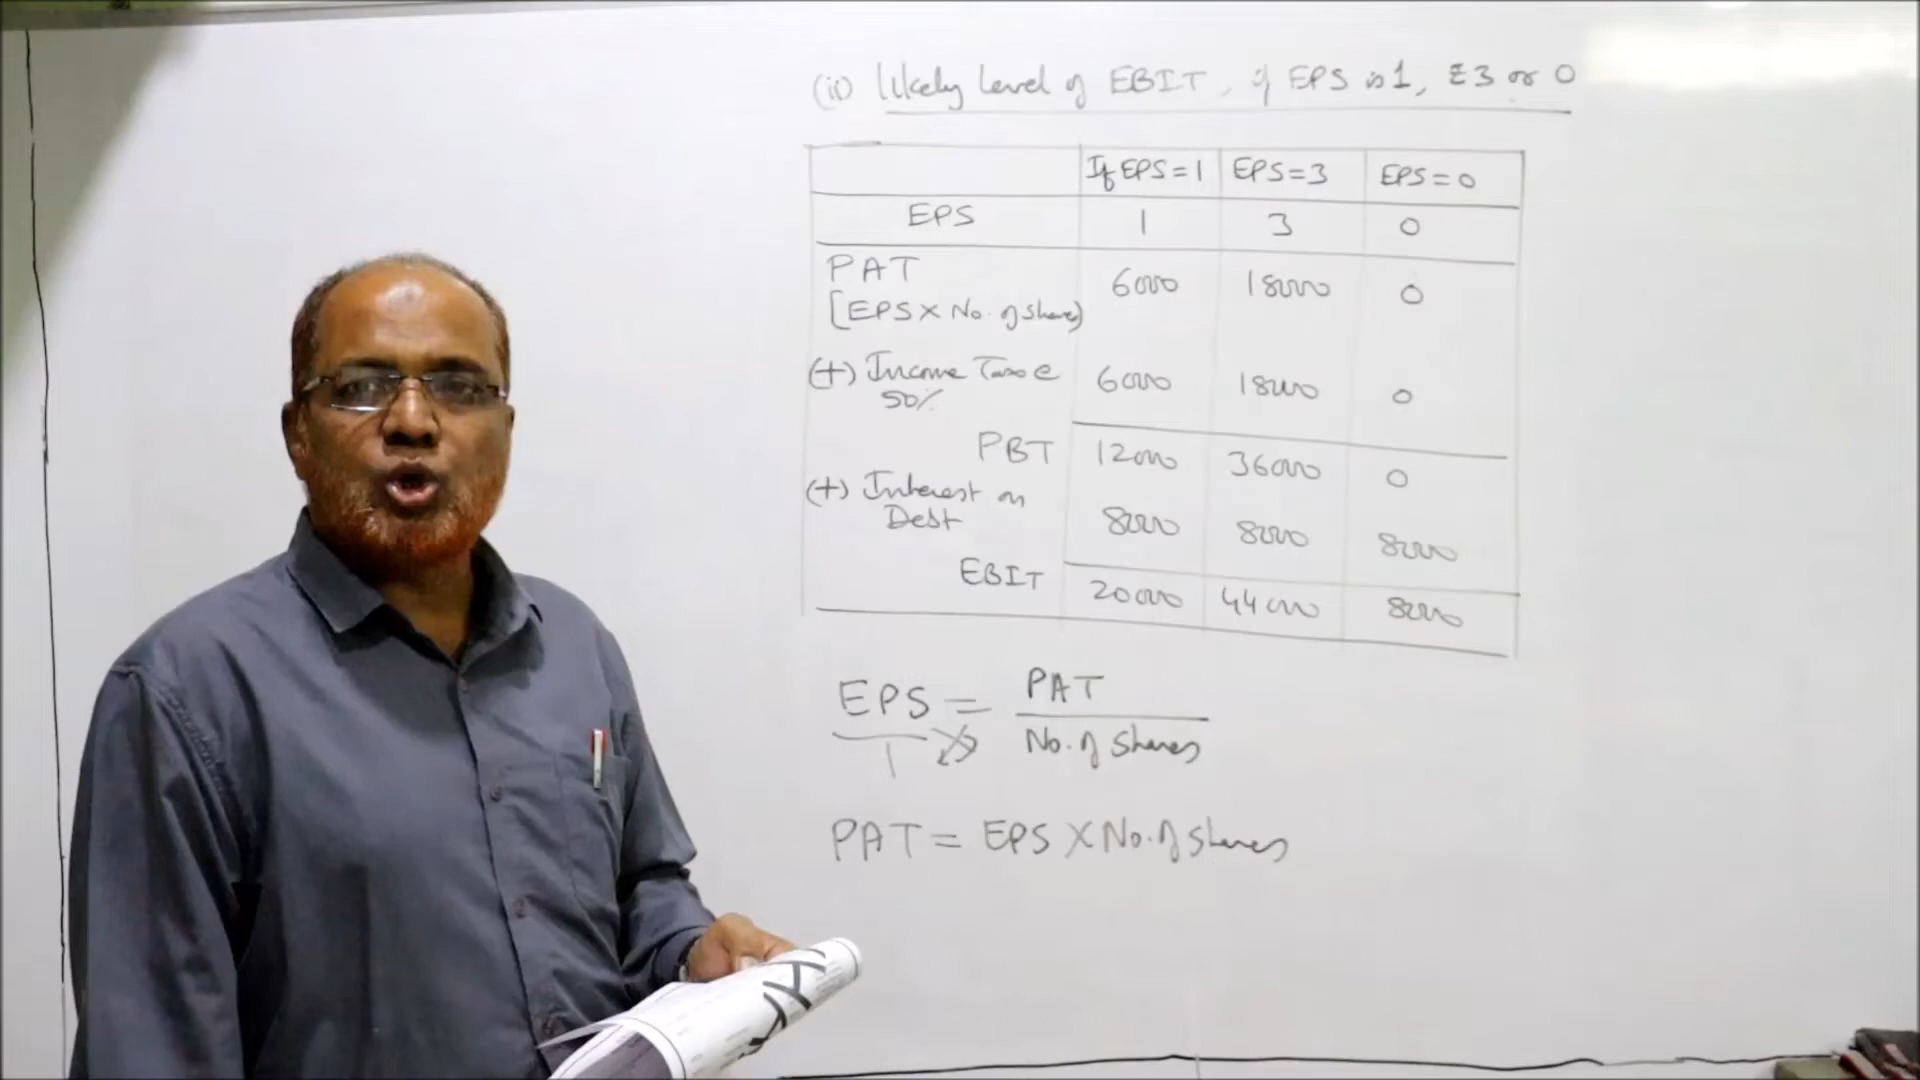 (ii) Likely Level of EBIT, if EPS is 1, ₹3 or 0
If EPS=1 EPS=3 EPS=0
EPS 1 3 0
PAT 6000 18000 0
[EPS X No. of Shares)
(+) Income Tax @ 6000 18000 0
50%
PBT 12000 36000 0
(+) Interest on
Debt 8000 8000 8000
EBIT 20000 44000 8000
EPS = PAT
1 No. of Shares
PAT = EPS X No. of Shares